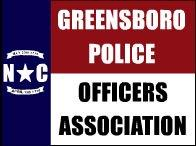 GREENSBORO
POLICE
OFFICERS
ASSOCIATION
N★C